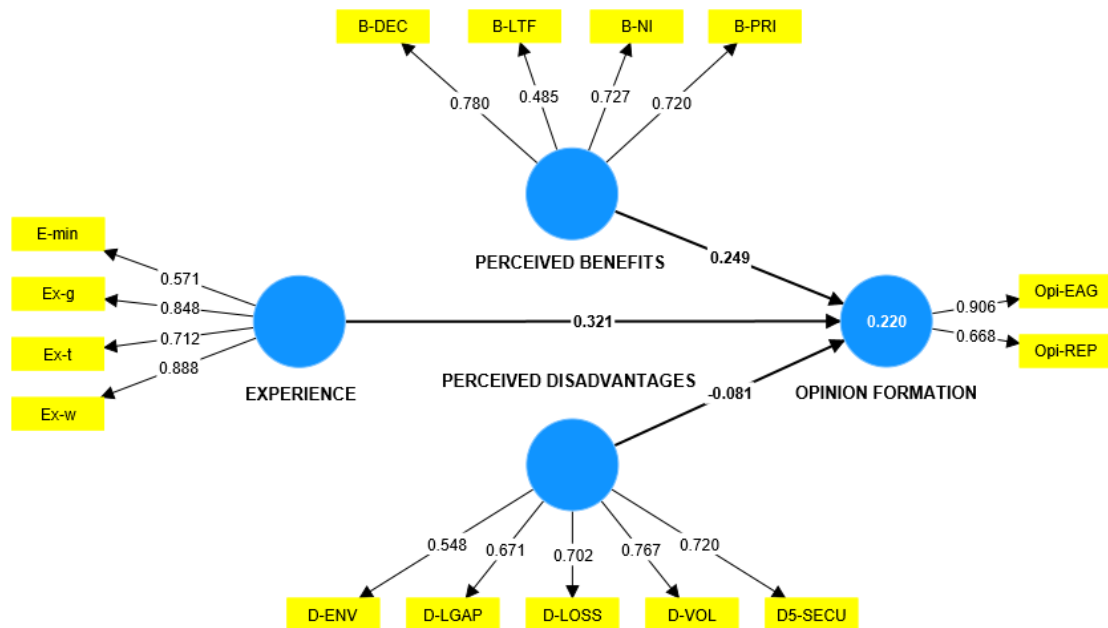 B-DEC
B-LTF
B-NI
B-PRI
0.780
0.485
0.727
0.720
E-min
Ex-g
Ex-t
Ex-w
0.571
0.848
0.712
0.888
PERCEIVED BENEFITS
0.249
EXPERIENCE
0.321
PERCEIVED DISADVANTAGES
-0.081
0.220
OPINION FORMATION
0.906
0.668
Opi-EAG
Opi-REP
0.548
0.671
0.702
0.767
0.720
D-ENV
D-LGAP
D-LOSS
D-VOL
D5-SECU